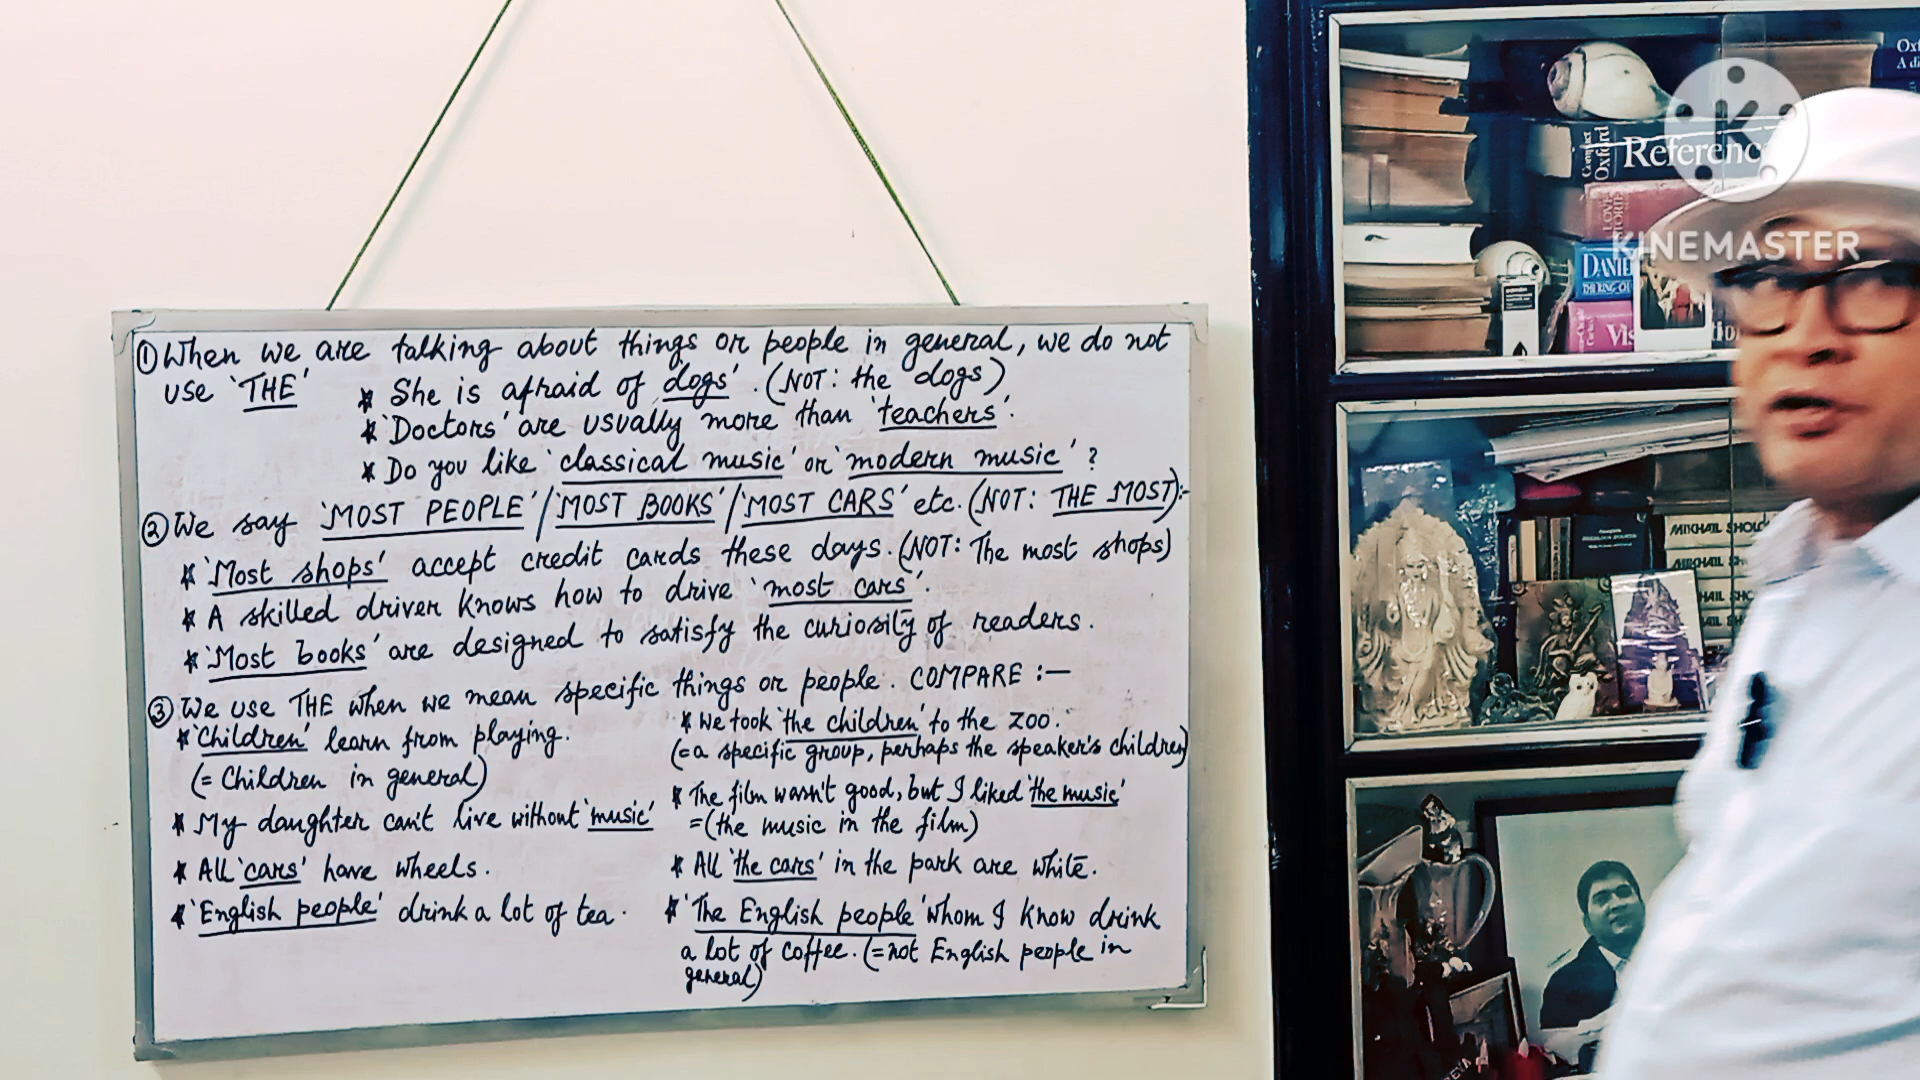 ① When we are talking about things or people in general, we do not
use 'THE' * She is afraid of 'dogs'. (NOT: the dogs)
* 'Doctors' are usually more than 'teachers'.
* Do you like 'classical music' or 'modern music' ?
② We say 'MOST PEOPLE' / 'MOST BOOKS' / 'MOST CARS' etc. (NOT: THE MOST):-
* 'Most shops' accept credit cards these days. (NOT: The most shops)
* A skilled driver knows how to drive 'most cars'.
* 'Most books' are designed to satisfy the curiosity of readers.
③ We use THE when we mean specific things or people. COMPARE :—
* 'Children' learn from playing.
(= Children in general)
* My daughter can't live without 'music'
* All 'cars' have wheels.
* 'English people' drink a lot of tea.
* We took 'the children' to the zoo.
(= a specific group, perhaps the speaker's children)
* The film wasn't good, but I liked 'the music'
= (the music in the film)
* All 'the cars' in the park are white.
* 'The English people' whom I know drink
a lot of coffee. (= not English people in
general)
Compact
Oxford
Reference
LOVE
DANIE
Vis
KINEMASTER
MIKHAIL SHOLO
MIKHAIL